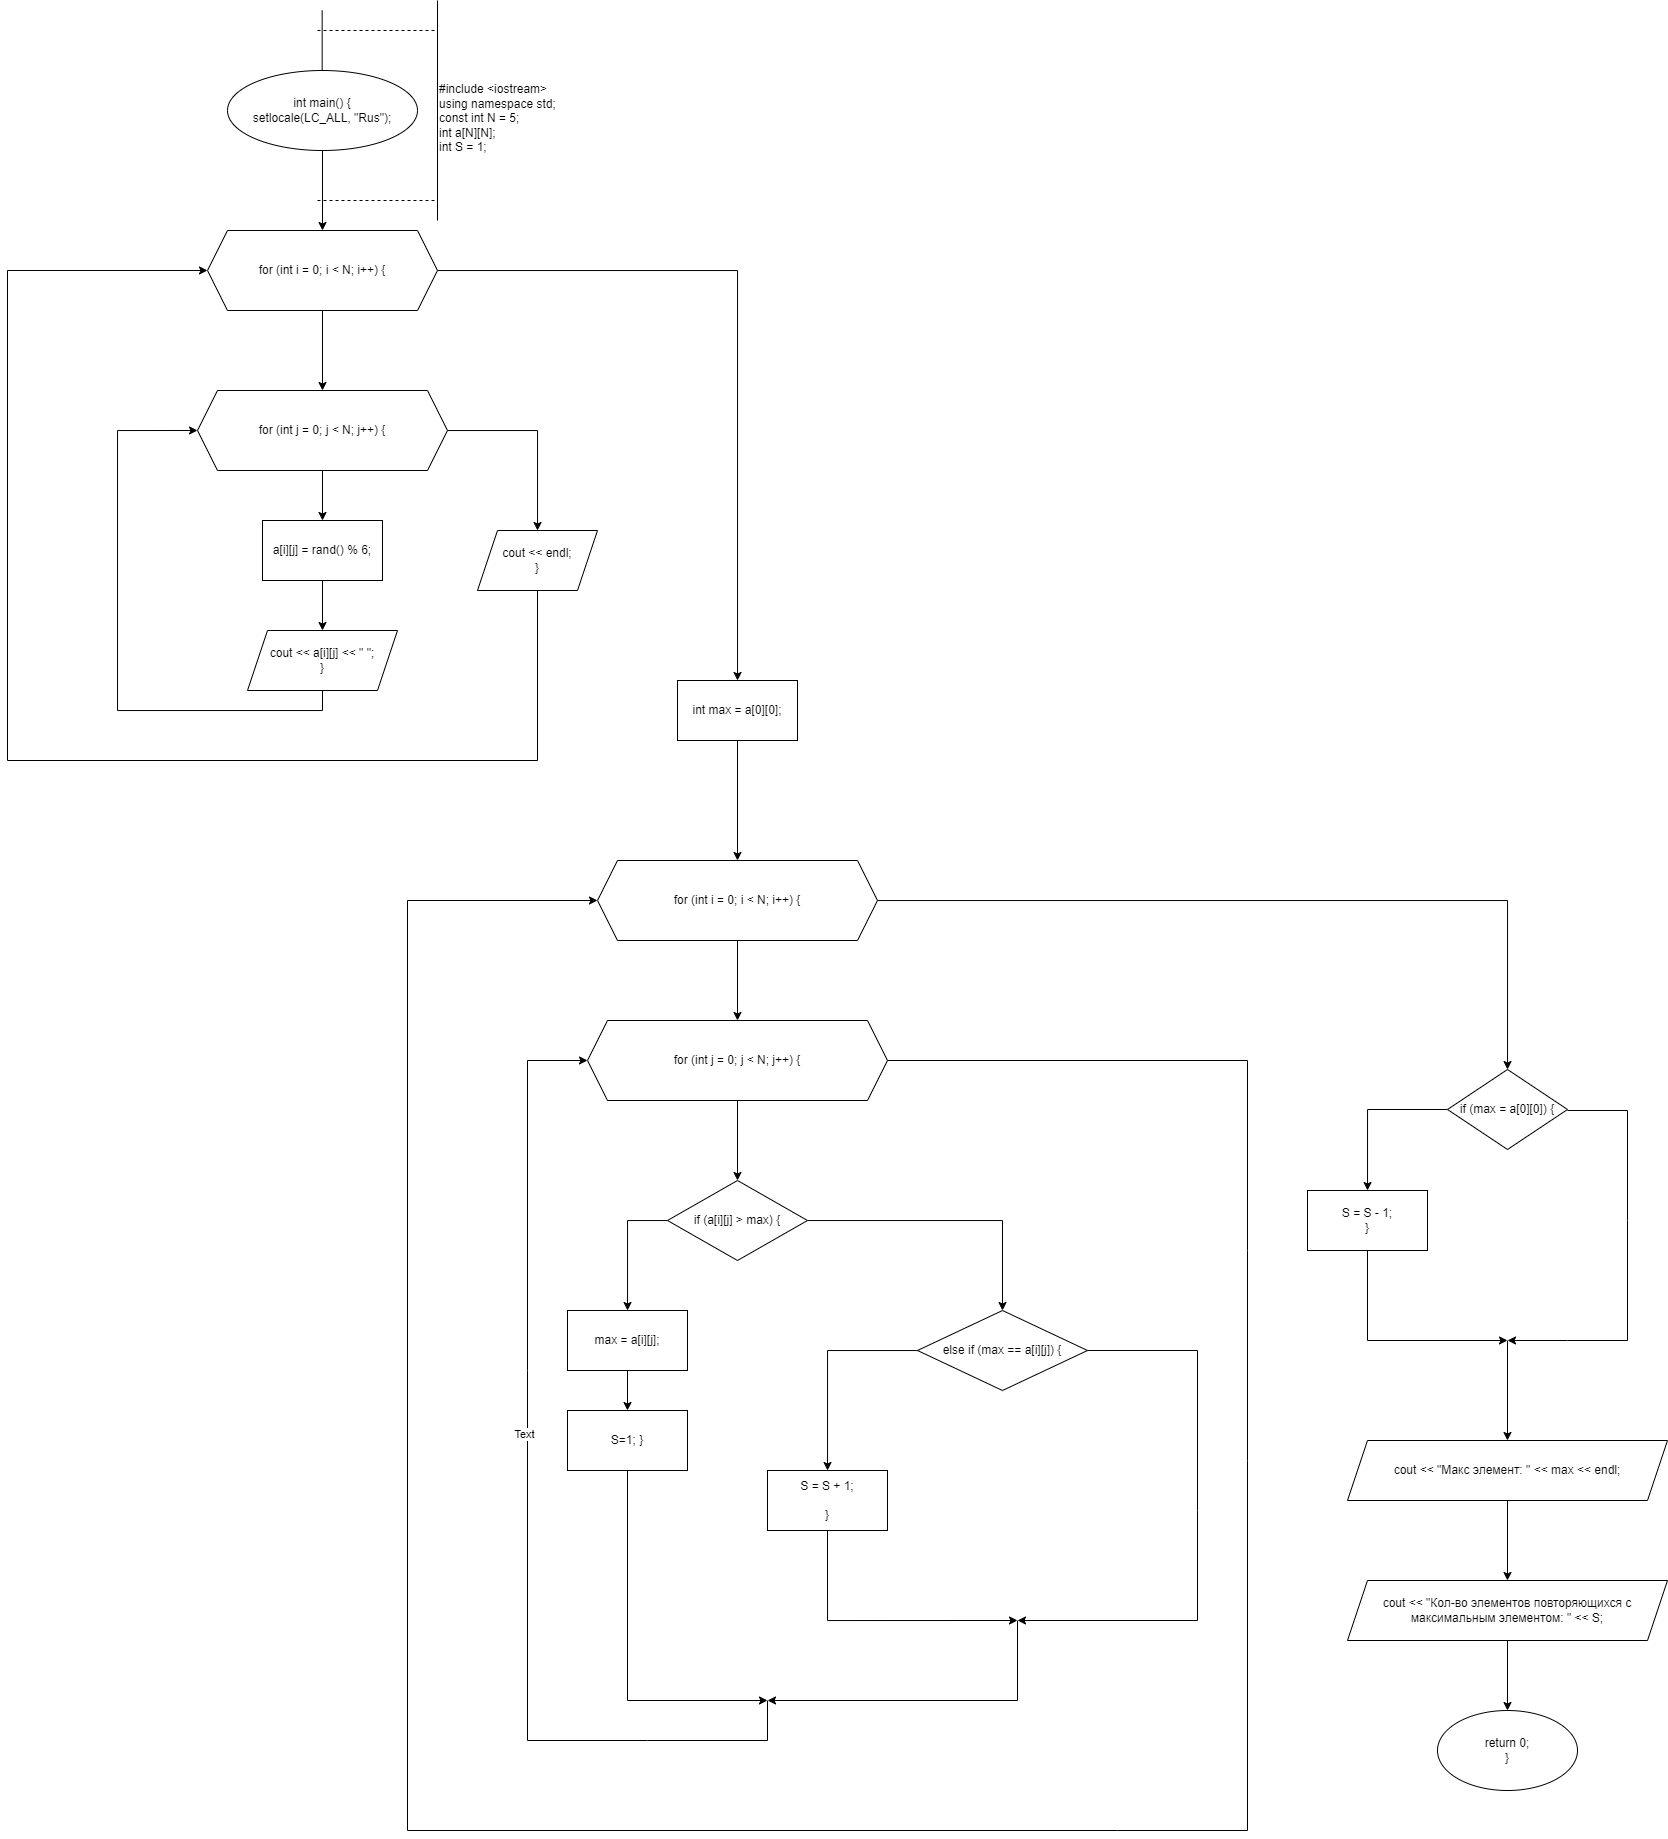 int main() {
setlocale(LC_ALL, "Rus");
#include <iostream>
using namespace std;
const int N = 5;
int a[N][N];
int S = 1;
for (int i = 0; i < N; i++) {
for (int j = 0; j < N; j++) {
a[i][j] = rand() % 6;
cout << endl;
}
cout << a[i][j] << " ";
}
int max = a[0][0];
for (int i = 0; i < N; i++) {
for (int j = 0; j < N; j++) {
if (max = a[0][0]) {
if (a[i][j] > max) {
S = S - 1;
}
max = a[i][j];
else if (max == a[i][j]) {
Text
S=1; }
S = S + 1;
}
cout << "Макс элемент: " << max << endl;
cout << "Кол-во элементов повторяющихся с
максимальным элементом: " << S;
return 0;
}